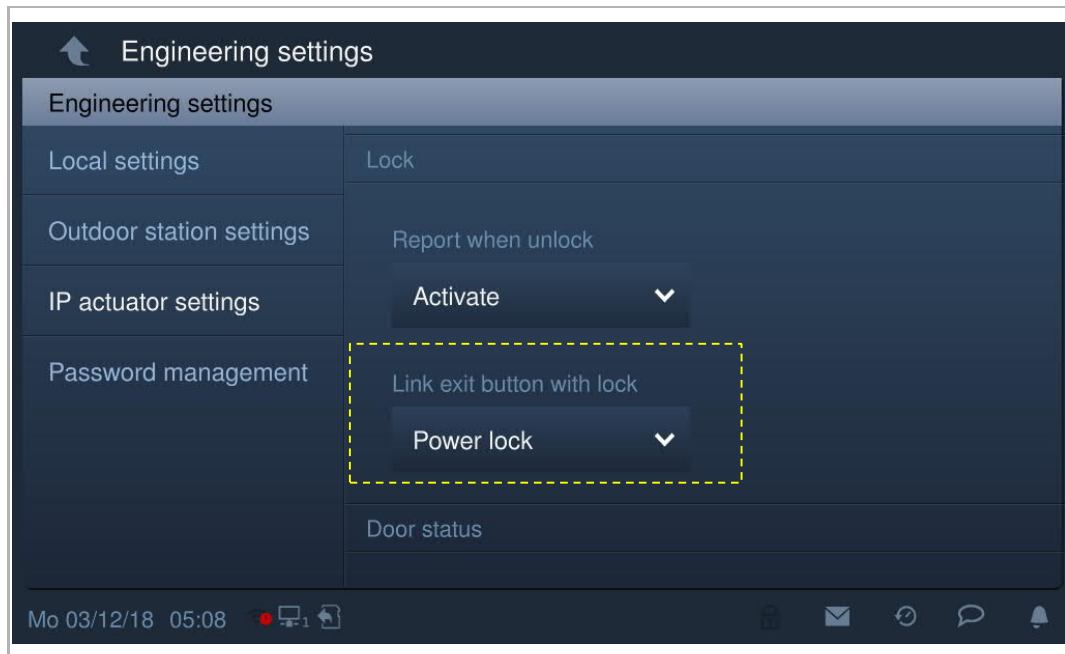 Engineering settings
Engineering settings
Local settings
Outdoor station settings
IP actuator settings
Password management
Lock
Report when unlock
Activate
Link exit button with lock
Power lock
Door status
Mo 03/12/18 05:08 1